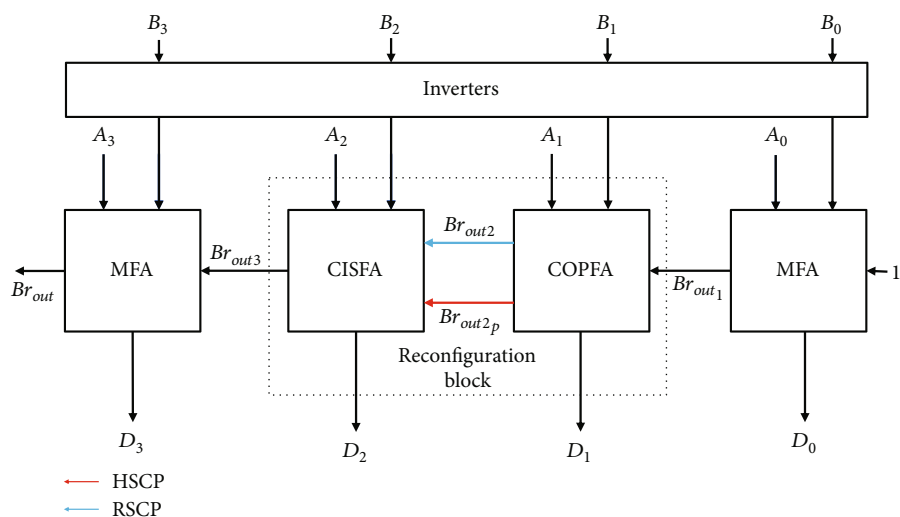 B3 B2 B1 B0
Inverters
A3 A2 A1 A0
MFA Brout3 CISFA Brout2 COPFA Brout1 MFA 1
Brout
Brout2p
Reconfiguration
block
D3 D2 D1 D0
HSCP
RSCP